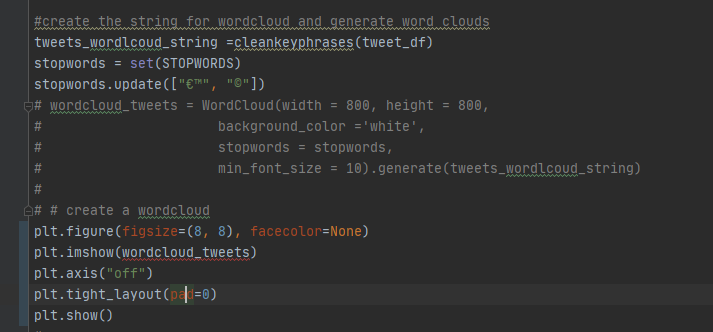 #create the string for wordcloud and generate word clouds
tweets_wordlcoud_string =cleankeyphrases(tweet_df)
stopwords = set(STOPWORDS)
stopwords.update(["€™", "©"])
# wordcloud_tweets = WordCloud(width = 800, height = 800,
#                      background_color ='white',
#                      stopwords = stopwords,
#                      min_font_size = 10).generate(tweets_wordlcoud_string)
#
# # create a wordcloud
plt.figure(figsize=(8, 8), facecolor=None)
plt.imshow(wordcloud_tweets)
plt.axis("off")
plt.tight_layout(pad=0)
plt.show()